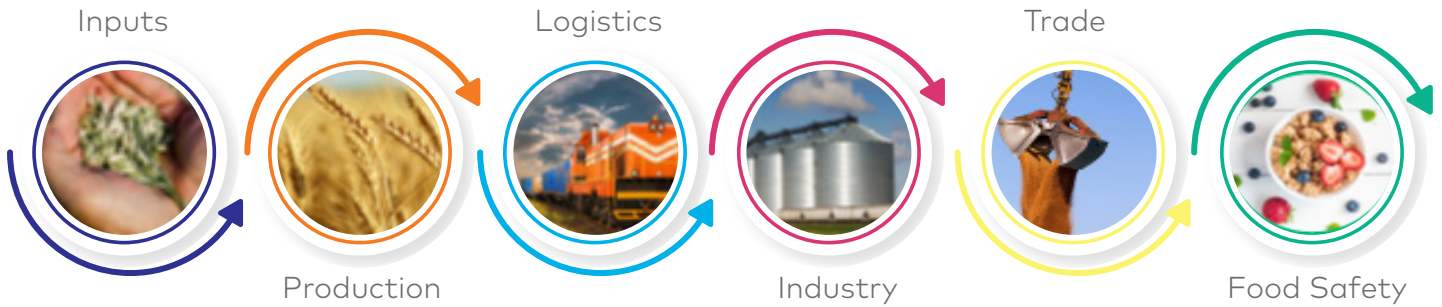 Inputs
Production
Logistics
Industry
Trade
Food Safety